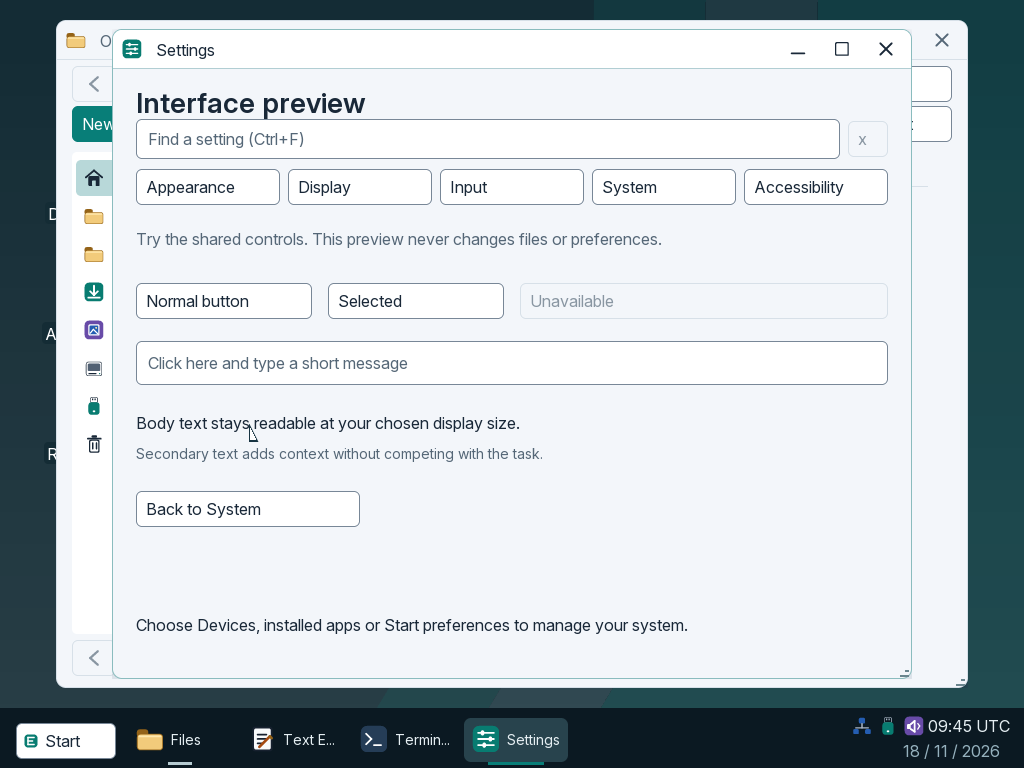 Settings
Interface preview
Find a setting (Ctrl+F)
x
Appearance
Display
Input
System
Accessibility
Try the shared controls. This preview never changes files or preferences.
Normal button
Selected
Unavailable
Click here and type a short message
Body text stays readable at your chosen display size.
Secondary text adds context without competing with the task.
Back to System
Choose Devices, installed apps or Start preferences to manage your system.
New
Start
Files
Text E...
Termin...
Settings
09:45 UTC
18 / 11 / 2026